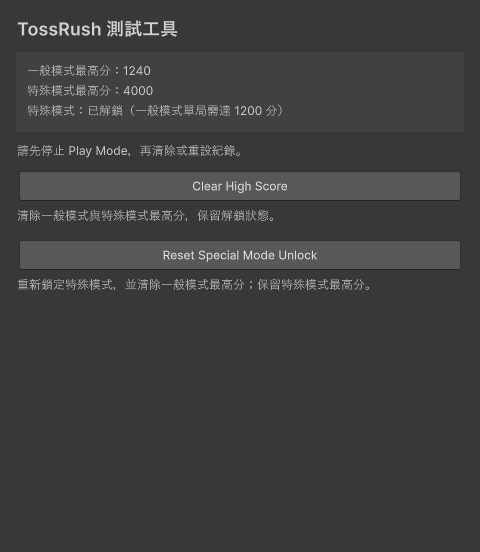 TossRush 測試工具
一般模式最高分：1240
特殊模式最高分：4000
特殊模式：已解鎖（一般模式單局需達 1200 分）
請先停止 Play Mode，再清除或重設紀錄。
Clear High Score
清除一般模式與特殊模式最高分，保留解鎖狀態。
Reset Special Mode Unlock
重新鎖定特殊模式，並清除一般模式最高分；保留特殊模式最高分。